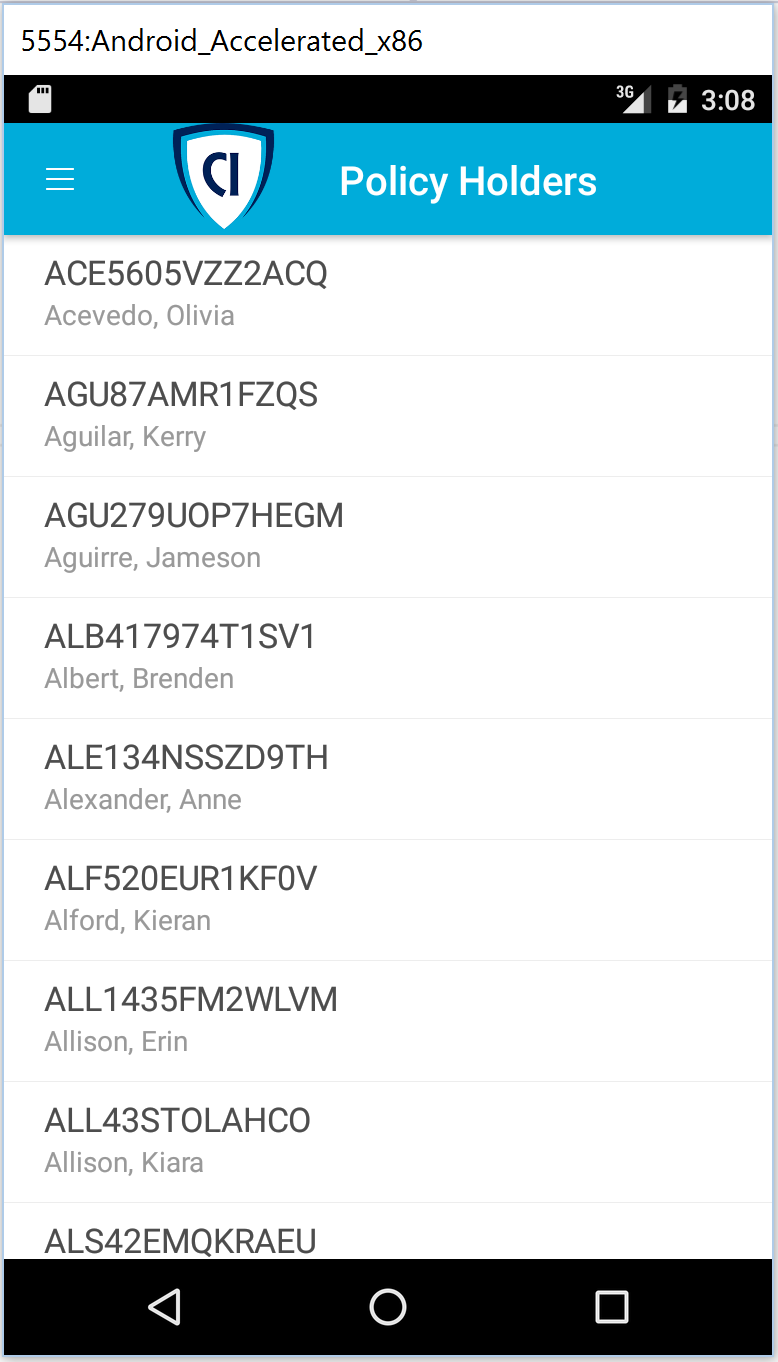 5554:Android_Accelerated_x86
3G 3:08
CI Policy Holders
ACE5605VZZ2ACQ
Acevedo, Olivia
AGU87AMR1FZQS
Aguilar, Kerry
AGU279UOP7HEGM
Aguirre, Jameson
ALB417974T1SV1
Albert, Brenden
ALE134NSSZD9TH
Alexander, Anne
ALF520EUR1KF0V
Alford, Kieran
ALL1435FM2WLVM
Allison, Erin
ALL43STOLAHCO
Allison, Kiara
ALS42EMQKRAEU